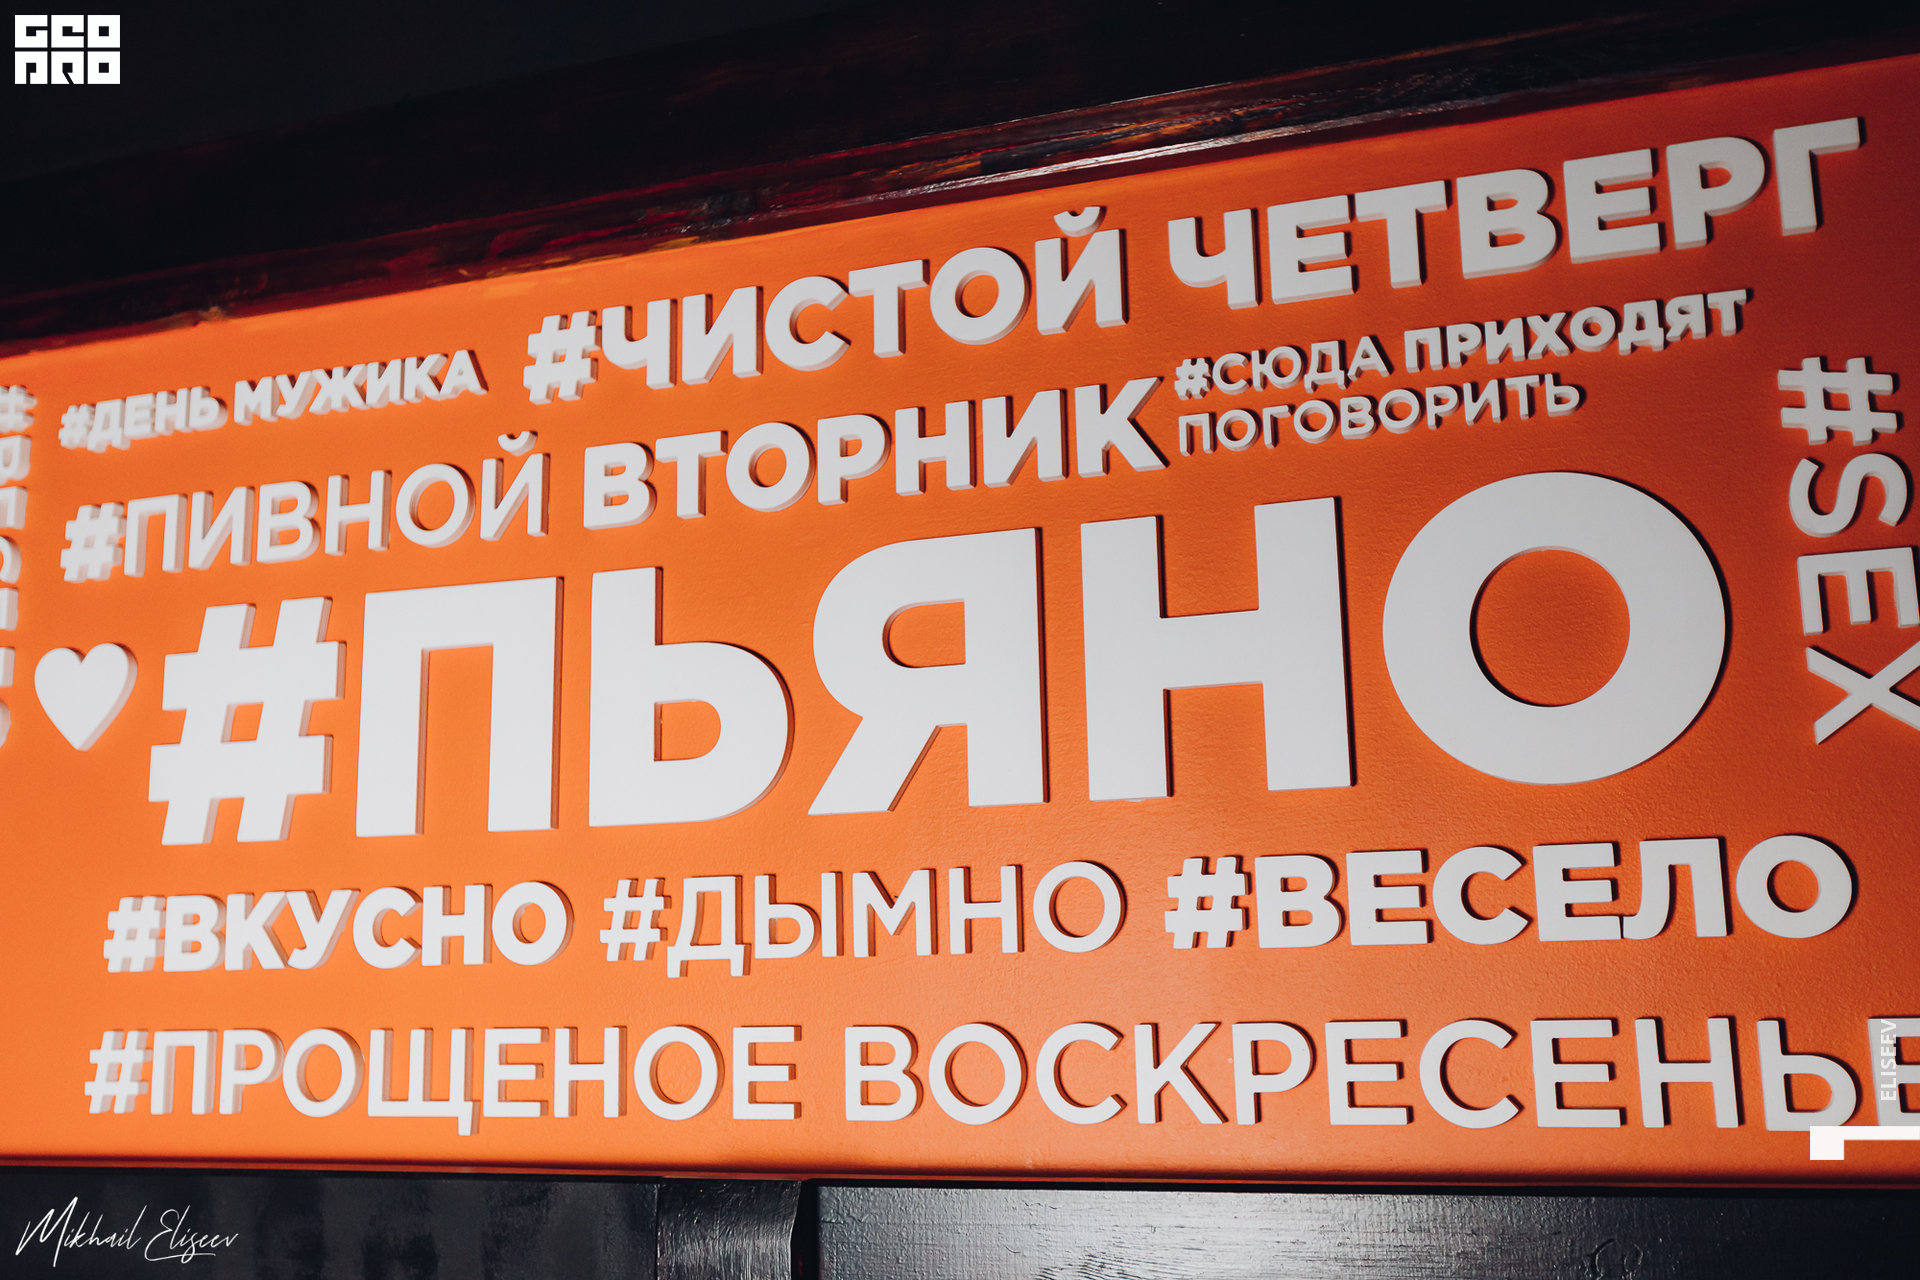 GEO
PRO
#ЧИСТОЙ ЧЕТВЕРГ
#ДЕНЬ МУЖИКА
#СЮДА ПРИХОДЯТ
ПОГОВОРИТЬ
#ПИВНОЙ ВТОРНИК
#SEX
#ПЬЯНО
#ВКУСНО #ДЫМНО #ВЕСЕЛО
#ПРОЩЕНОЕ ВОСКРЕСЕНЬЕ
ELISEEV
Mikhail Eliseev